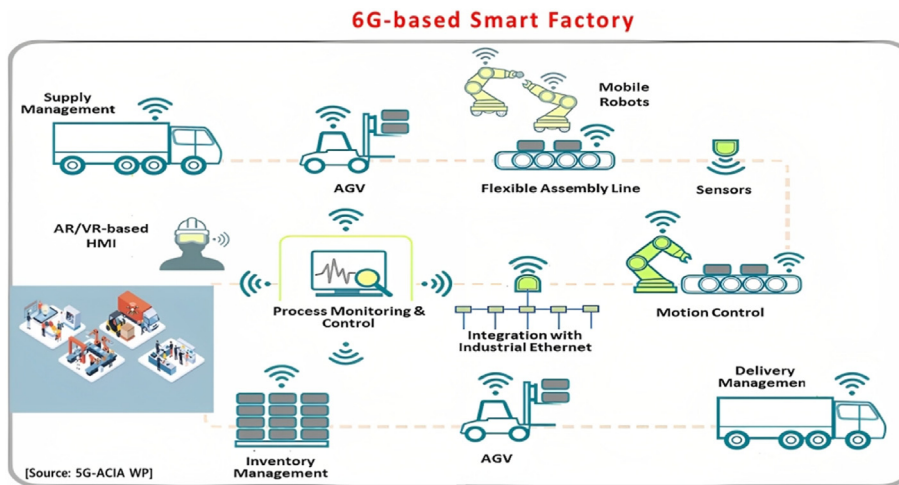 6G-based Smart Factory
Supply
Management
AGV
Mobile
Robots
Flexible Assembly Line
Sensors
AR/VR-based
HMI
Process Monitoring &
Control
Integration with
Industrial Ethernet
Motion Control
Inventory
Management
AGV
Delivery
Managemen
[Source: 5G-ACIA WP]